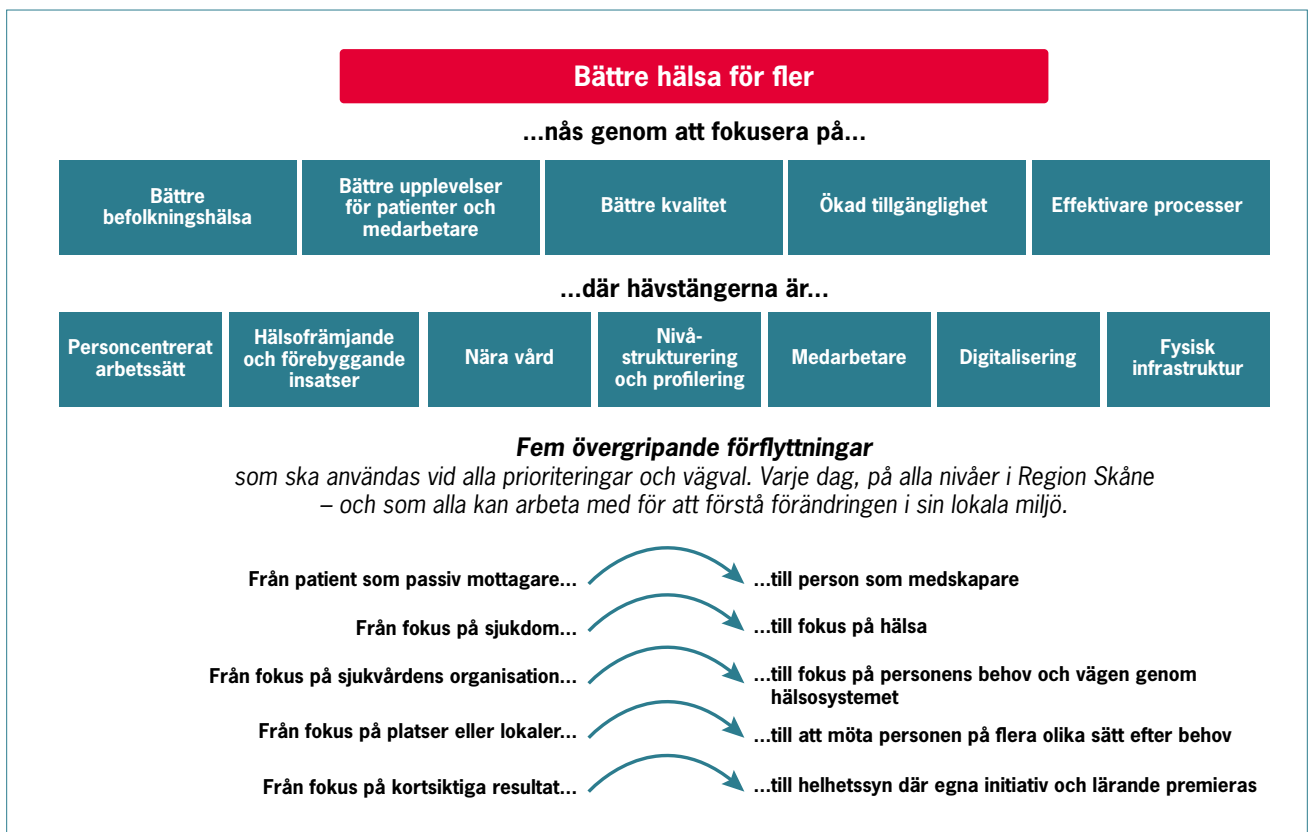 Bättre hälsa för fler
...nås genom att fokusera på...
Bättre
befolkningshälsa
Bättre upplevelser
för patienter och
medarbetare
Bättre kvalitet
Ökad tillgänglighet
Effektivare processer
...där hävstängerna är...
Personcentrerat
arbetssätt
Hälsofrämjande
och förebyggande
insatser
Nära vård
Nivå-
strukturering
och profilering
Medarbetare
Digitalisering
Fysisk
infrastruktur
Fem övergripande förflyttningar
som ska användas vid alla prioriteringar och vägval. Varje dag, på alla nivåer i Region Skåne
– och som alla kan arbeta med för att förstå förändringen i sin lokala miljö.
Från patient som passiv mottagare...
...till person som medskapare
Från fokus på sjukdom...
...till fokus på hälsa
Från fokus på sjukvårdens organisation...
...till fokus på personens behov och vägen genom
hälsosystemet
Från fokus på platser eller lokaler...
...till att möta personen på flera olika sätt efter behov
Från fokus på kortsiktiga resultat...
...till helhetssyn där egna initiativ och lärande premieras